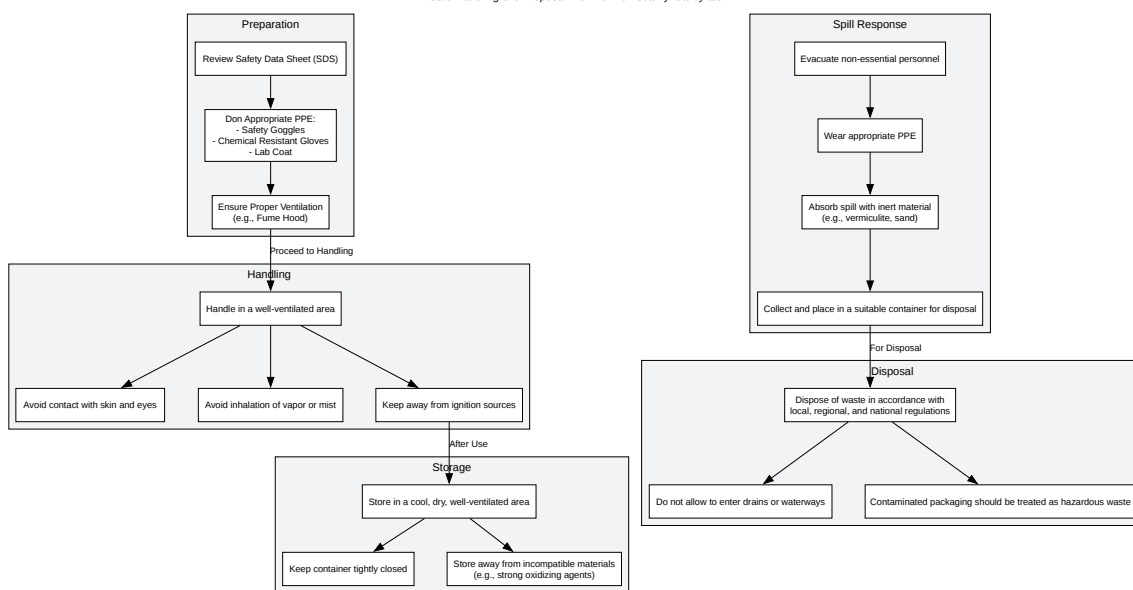 Preparation
Review Safety Data Sheet (SDS)
Don Appropriate PPE:
- Safety Goggles
- Chemical Resistant Gloves
- Lab Coat
Ensure Proper Ventilation
(e.g., Fume Hood)
Proceed to Handling
Handling
Handle in a well-ventilated area
Avoid contact with skin and eyes
Avoid inhalation of vapor or mist
Keep away from ignition sources
After Use
Storage
Store in a cool, dry, well-ventilated area
Keep container tightly closed
Store away from incompatible materials
(e.g., strong oxidizing agents)
Spill Response
Evacuate non-essential personnel
Wear appropriate PPE
Absorb spill with inert material
(e.g., vermiculite, sand)
Collect and place in a suitable container for disposal
For Disposal
Disposal
Dispose of waste in accordance with
local, regional, and national regulations
Do not allow to enter drains or waterways
Contaminated packaging should be treated as hazardous waste